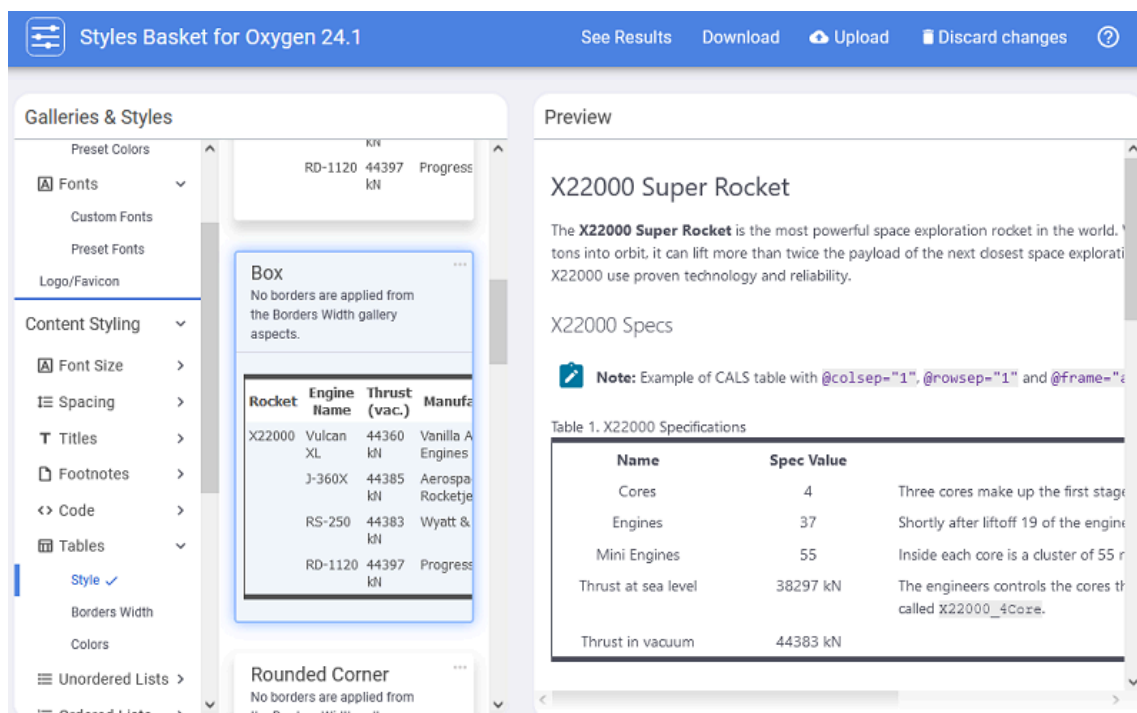 Styles Basket for Oxygen 24.1
See Results Download Upload Discard changes
Galleries & Styles
Preset Colors
Fonts
Custom Fonts
Preset Fonts
Logo/Favicon
Content Styling
Font Size
Spacing
Titles
Footnotes
Code
Tables
Style
Borders Width
Colors
Unordered Lists
kN
RD-1120 44397 Progress
kN
Box
No borders are applied from
the Borders Width gallery
aspects.
Rocket Engine Name Thrust (vac.)
X22000 Vulcan XL 44360 kN Vanilla A Engines
J-360X 44385 kN
RS-250 44383 kN Wyatt &
RD-1120 44397 kN Progress
Rounded Corner
No borders are applied from
Preview
X22000 Super Rocket
The X22000 Super Rocket is the most powerful space exploration rocket in the world.
tons into orbit, it can lift more than twice the payload of the next closest space
X22000 use proven technology and reliability.
X22000 Specs
Note: Example of CALS table with @colsep="1", @rowsep="1" and @frame="a
Table 1. X22000 Specifications
Name Spec Value
Cores 4 Three cores make up the first stage
Engines 37 Shortly after liftoff 19 of the engine
Mini Engines 55 Inside each core is a cluster of 55
Thrust at sea level 38297 kN The engineers controls the cores
called X22000_4Core.
Thrust in vacuum 44383 kN